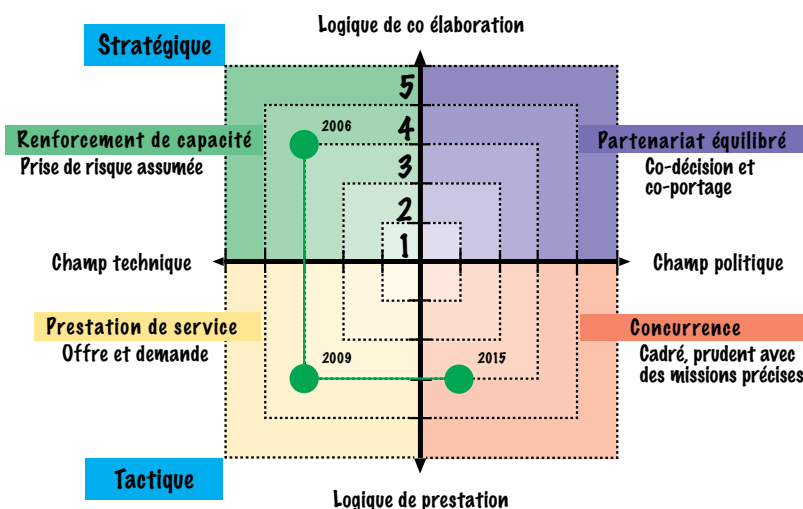 Logique de co élaboration
Stratégique
5
4
3
2
1
2006
Renforcement de capacité
Prise de risque assumée
Partenariat équilibré
Co-décision et
co-portage
Champ technique
Champ politique
Prestation de service
Offre et demande
2009
2015
Concurrence
Cadré, prudent avec
des missions précises
Tactique
Logique de prestation